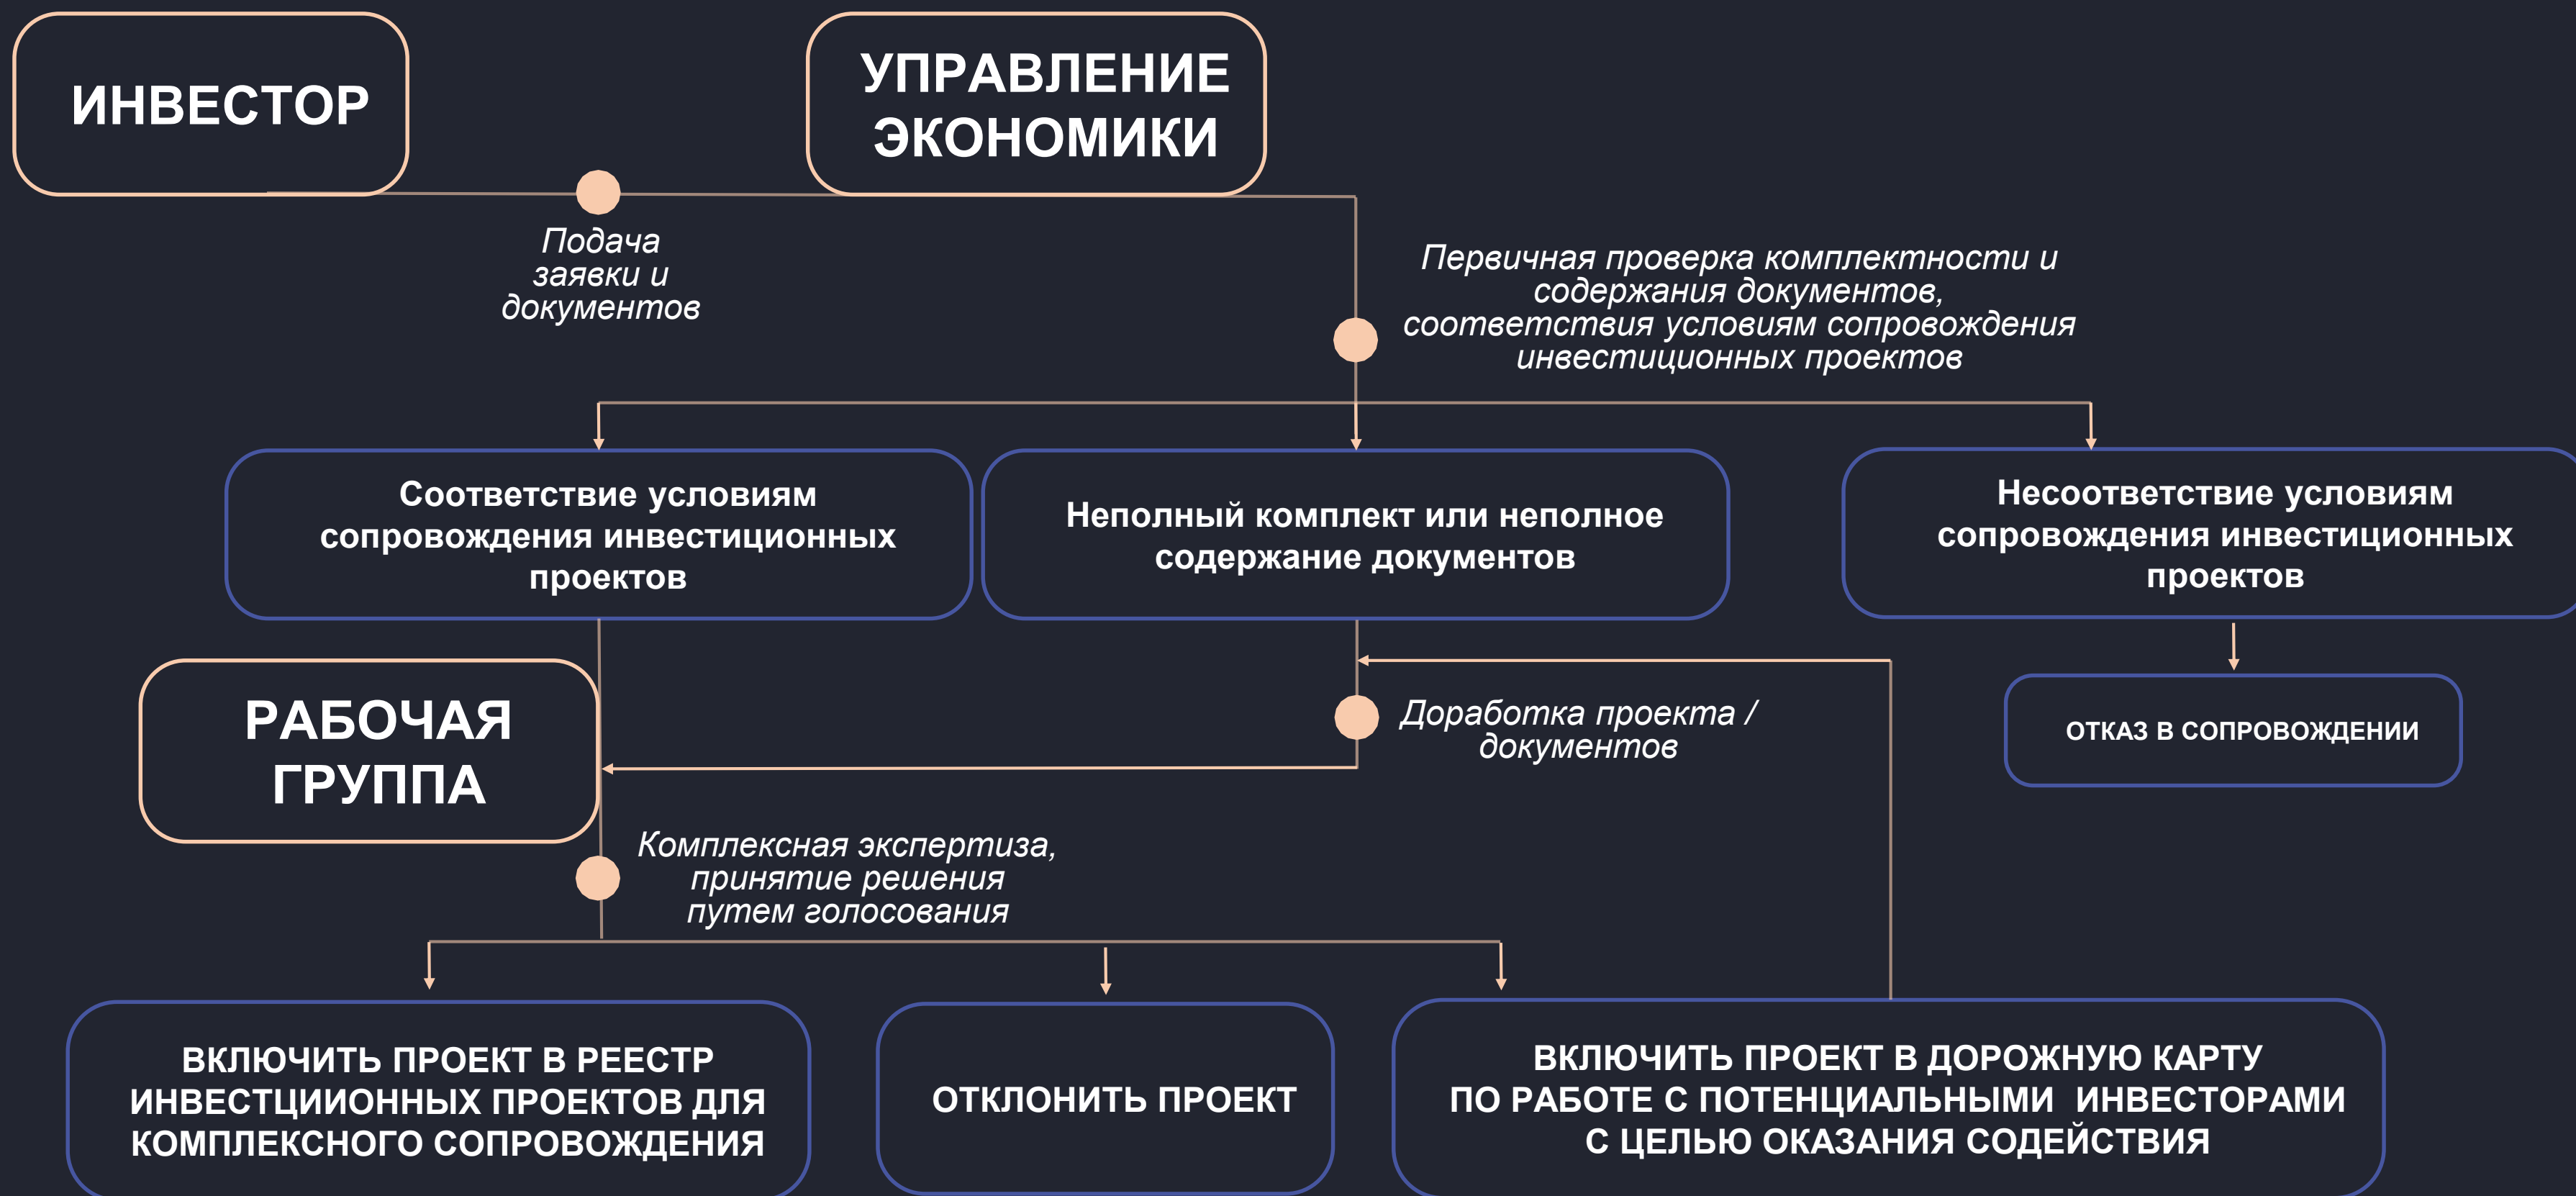 ИНВЕСТОР
УПРАВЛЕНИЕ
ЭКОНОМИКИ
Подача
заявки и
документов
Первичная проверка комплектности и
содержания документов,
соответствия условиям сопровождения
инвестиционных проектов
Соответствие условиям
сопровождения инвестиционных
проектов
Неполный комплект или неполное
содержание документов
Несоответствие условиям
сопровождения инвестиционных
проектов
РАБОЧАЯ
ГРУППА
Доработка проекта /
документов
ОТКАЗ В СОПРОВОЖДЕНИИ
Комплексная экспертиза,
принятие решения
путем голосования
ВКЛЮЧИТЬ ПРОЕКТ В РЕЕСТР
ИНВЕСТЦИИОННЫХ ПРОЕКТОВ ДЛЯ
КОМПЛЕКСНОГО СОПРОВОЖДЕНИЯ
ОТКЛОНИТЬ ПРОЕКТ
ВКЛЮЧИТЬ ПРОЕКТ В ДОРОЖНУЮ КАРТУ
ПО РАБОТЕ С ПОТЕНЦИАЛЬНЫМИ ИНВЕСТОРАМИ
С ЦЕЛЬЮ ОКАЗАНИЯ СОДЕЙСТВИЯ